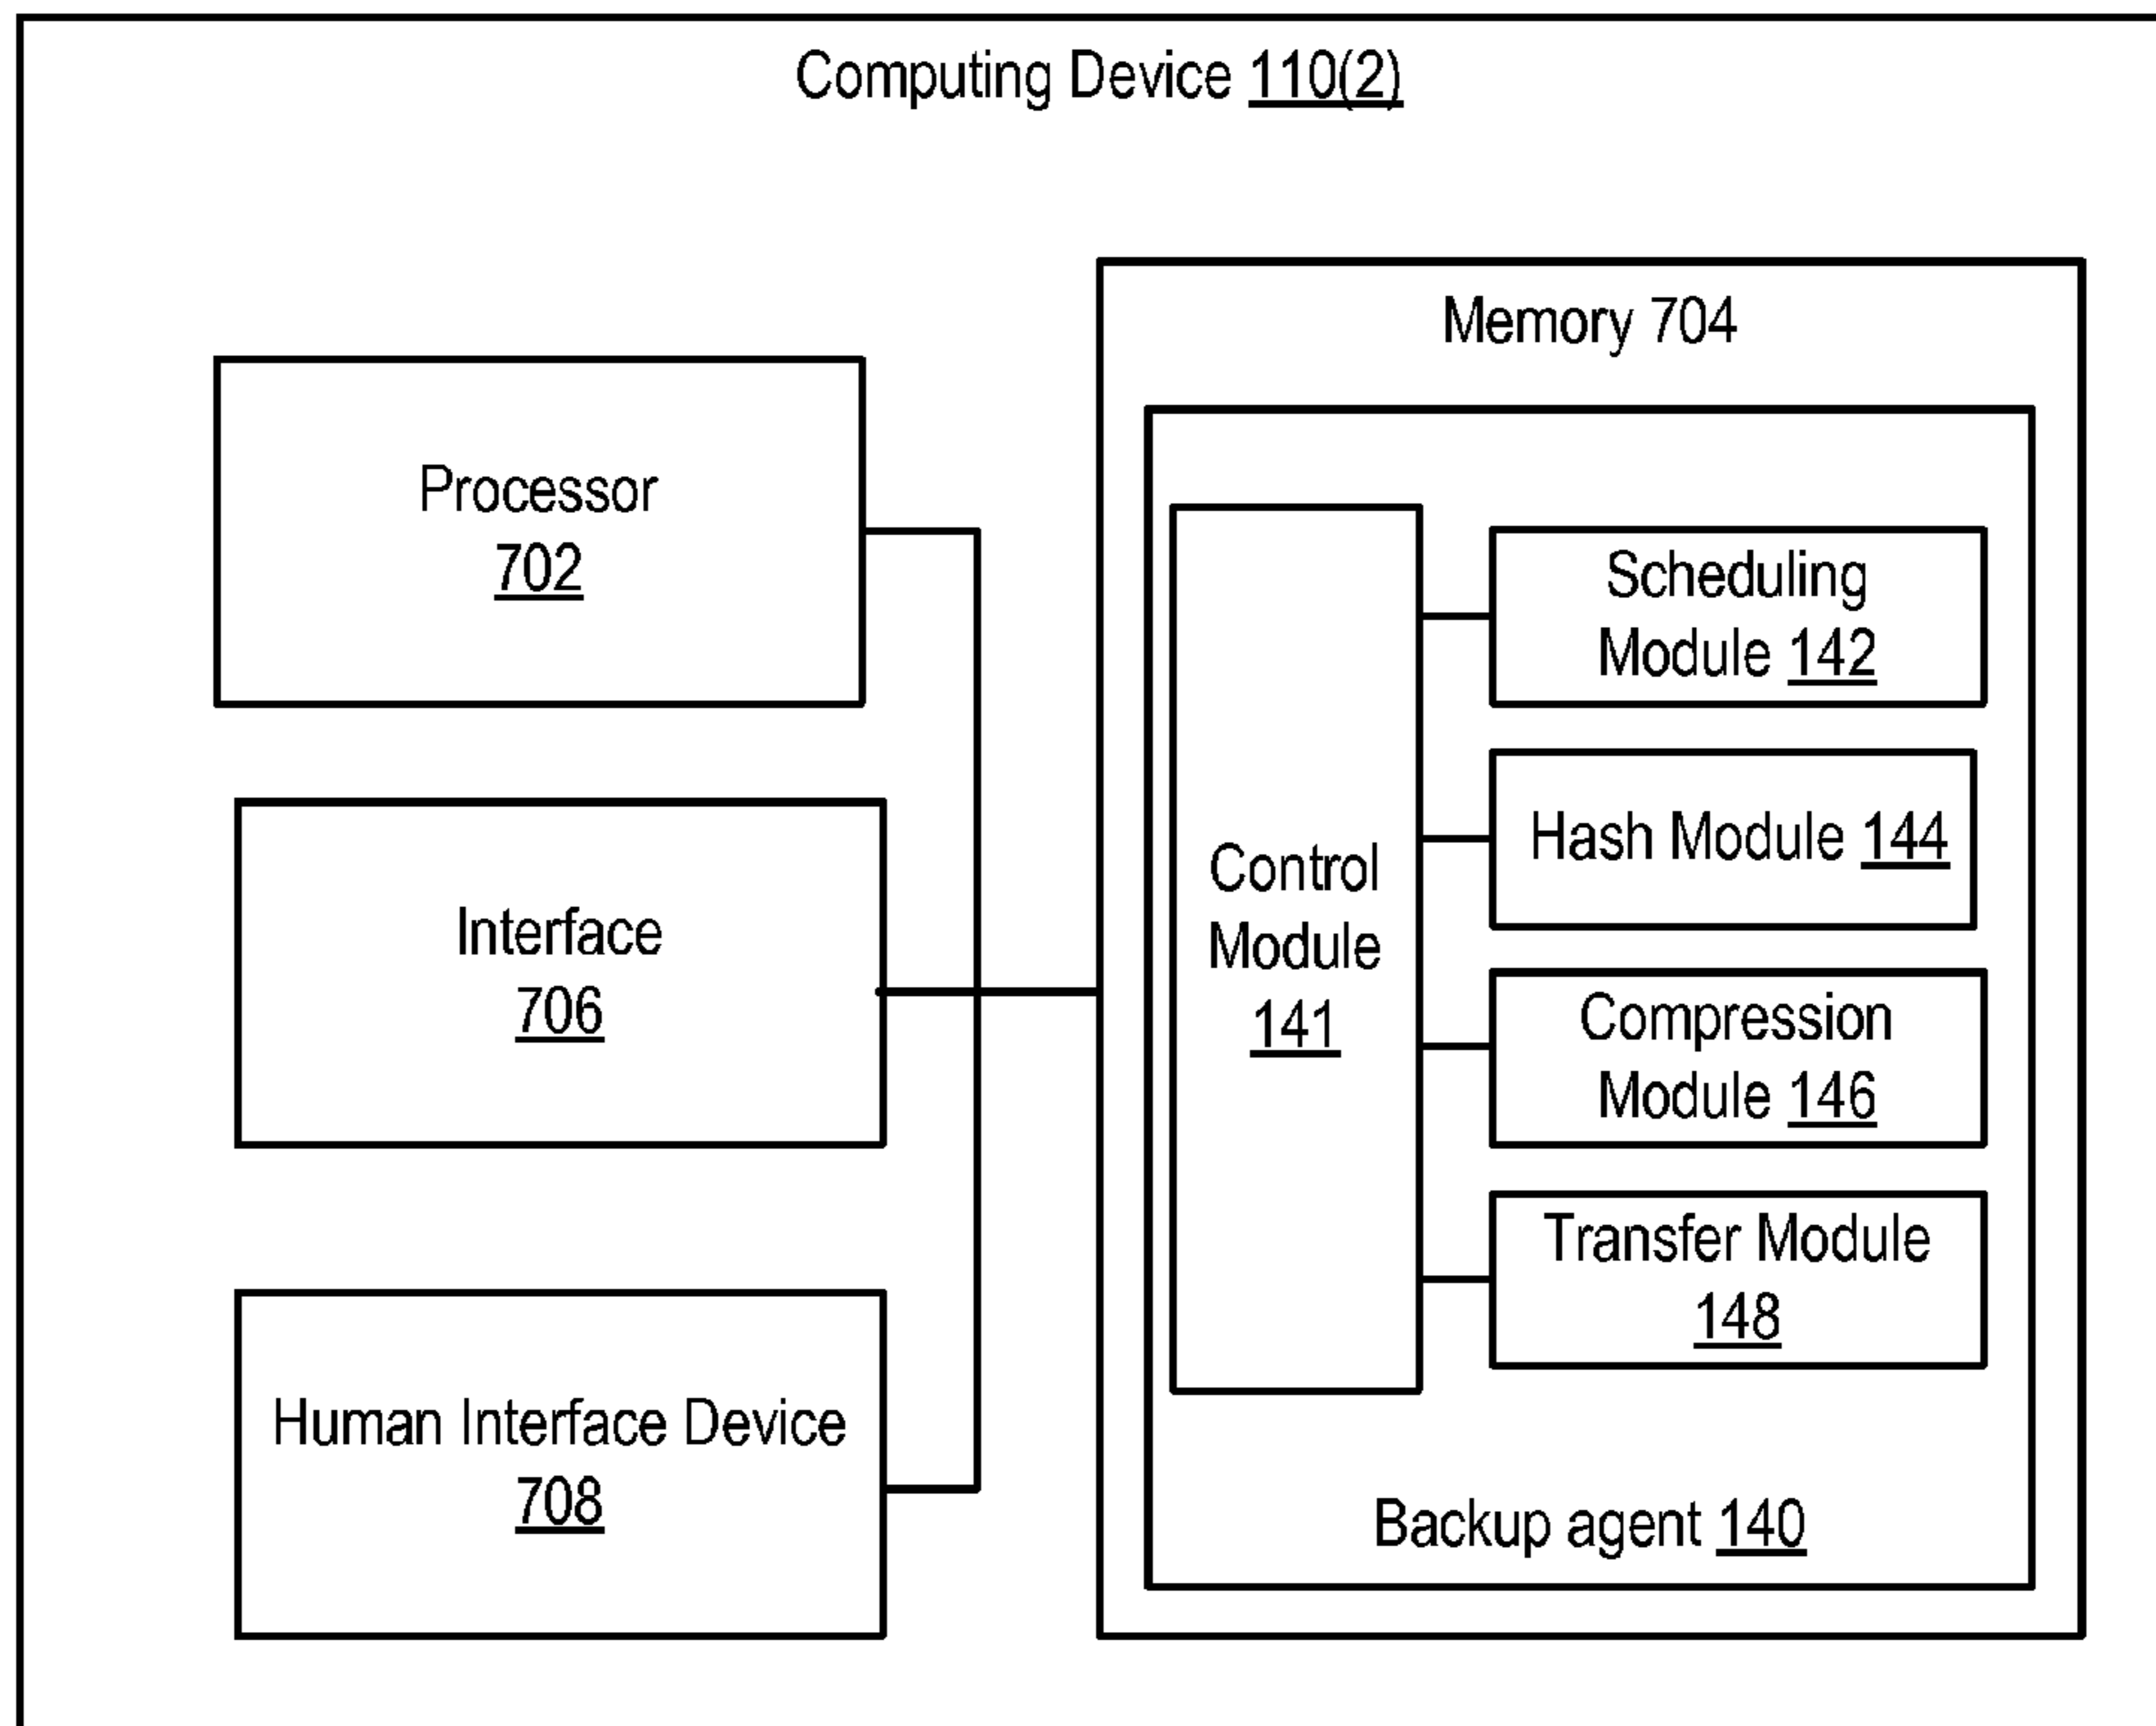 Computing Device 110(2)
Processor
702
Interface
706
Human Interface Device
708
Memory 704
Control
Module
141
Scheduling
Module 142
Hash Module 144
Compression
Module 146
Transfer Module
148
Backup agent 140